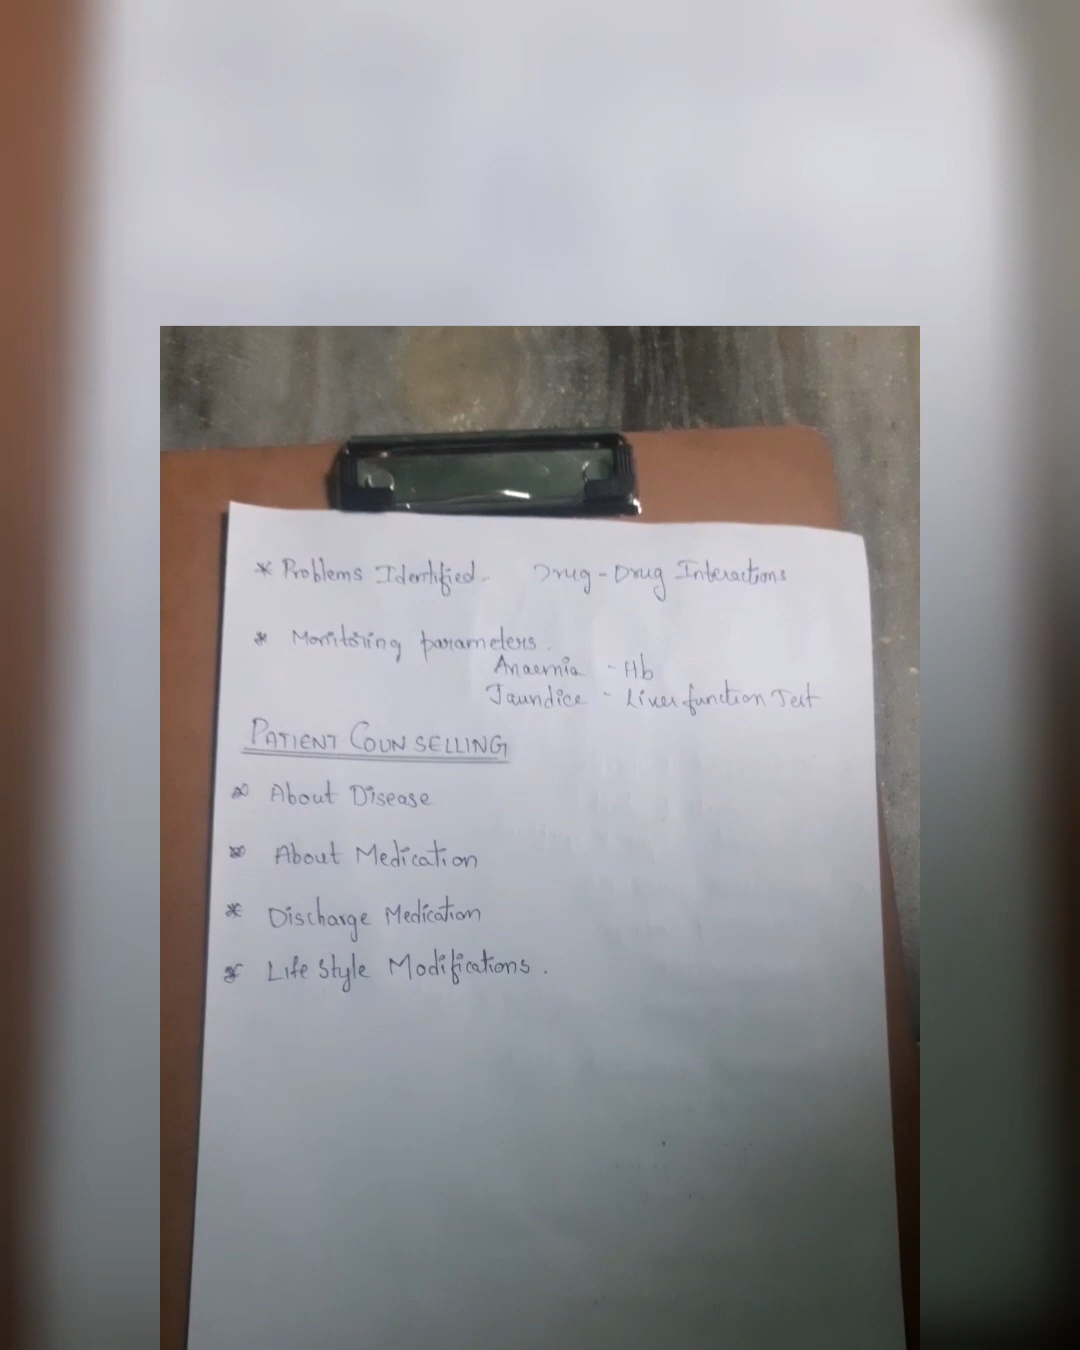 * Problems Identified - Drug - Drug Interactions
* Monitoring parameters.
Anaemia - Hb
Jaundice - Liver function Test
PATIENT COUNSELLING
* About Disease
* About Medication
* Discharge Medication
* Life Style Modifications.